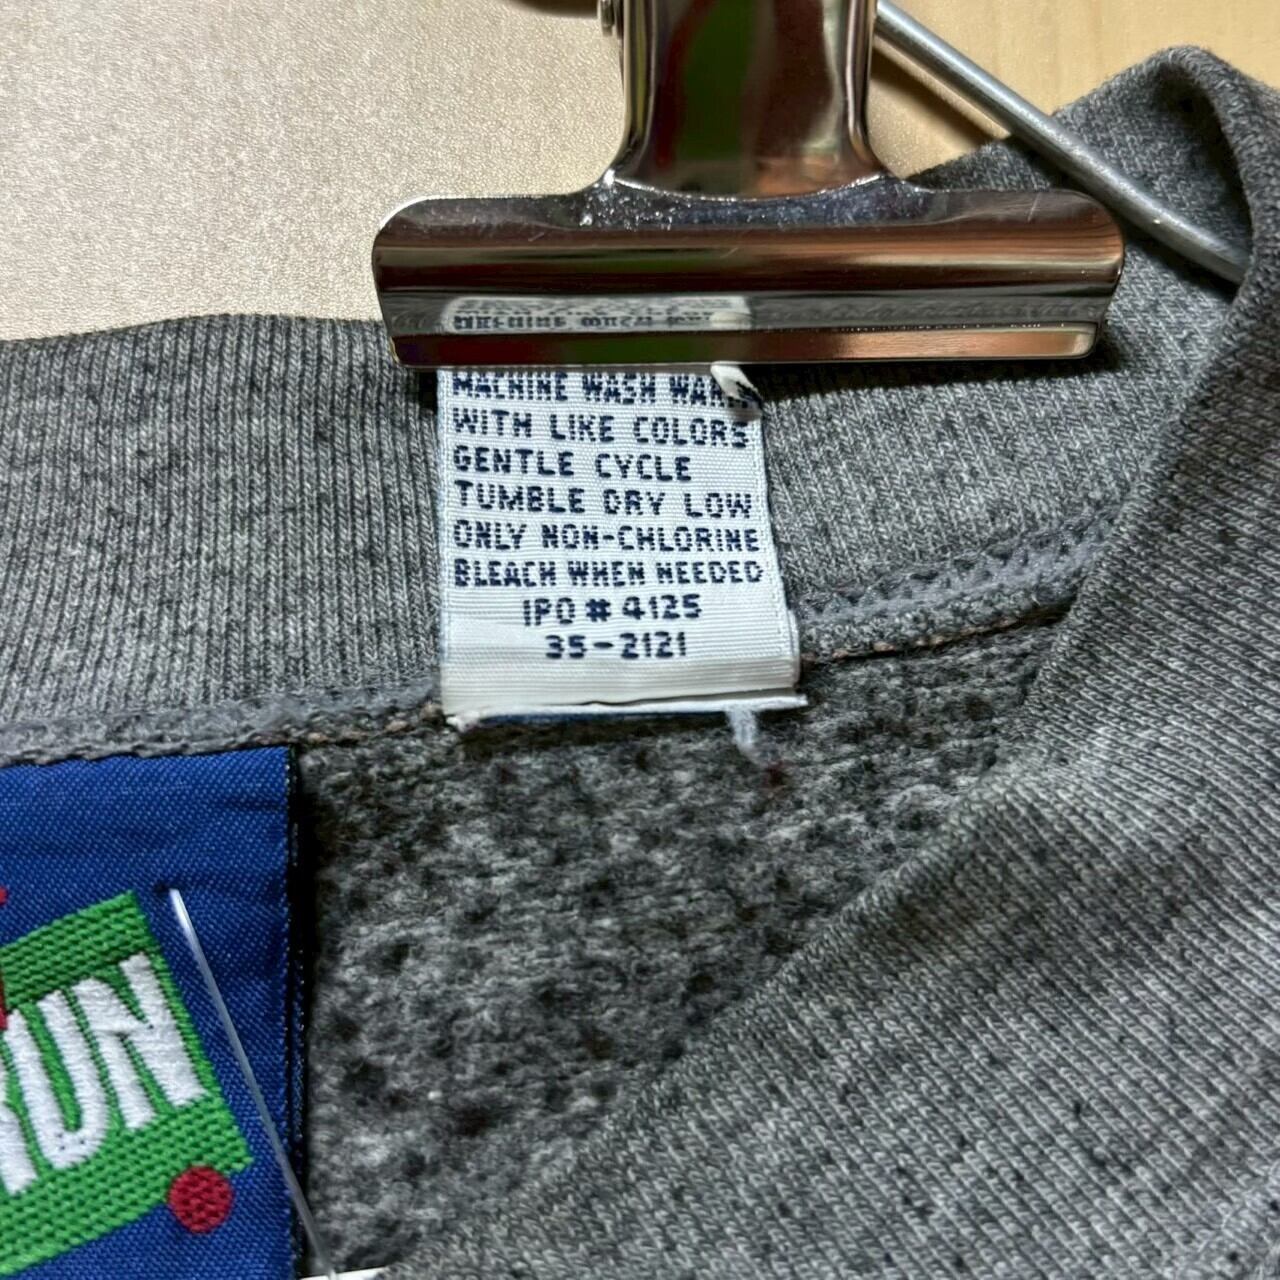 MACHINE WASH WARM
WITH LIKE COLORS
GENTLE CYCLE
TUMBLE DRY LOW
ONLY NON-CHLORINE
BLEACH WHEN NEEDED
IPO # 4125
35-2121
RUN